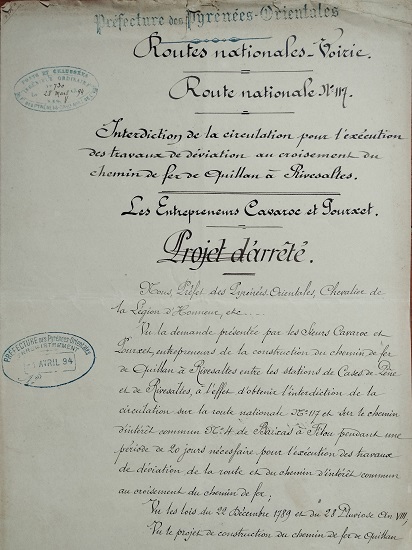 Préfecture des Pyrénées-Orientales
Routes nationales - Voirie.
Route nationale N° 117.
Interdiction de la circulation pour l'exécution
des travaux de déviation au croisement du
chemin de fer de Quillan à Rivesaltes.
Les Entrepreneurs Cavaroc et Pourxet.
Projet d'arrêté.
Nous, Préfet des Pyrénées Orientales, Chevalier de
la Légion d'Honneur, etc....
Vu la demande présentée par les Sieurs Cavaroc et
Pourxet, entrepreneurs de la construction du chemin de fer
de Quillan à Rivesaltes entre les stations de Cases de Pène
et de Rivesaltes, à l'effet d'obtenir l'interdiction de la
circulation sur la route nationale N° 117 et sur le chemin
d'intérêt commun N° 4 de Baixas à Fitou pendant une
période de 20 jours nécessaire pour l'exécution des travaux
de déviation de la route et du chemin d'intérêt commun
au croisement du chemin de fer;
Vu les lois du 22 Décembre 1789 et du 28 Pluviose An VIII;
Vu le projet de construction du chemin de fer de Quillan
PONTS ET CHAUSSÉES
PRÉFECTURE des Pyrénées-Orientales
AVRIL 94